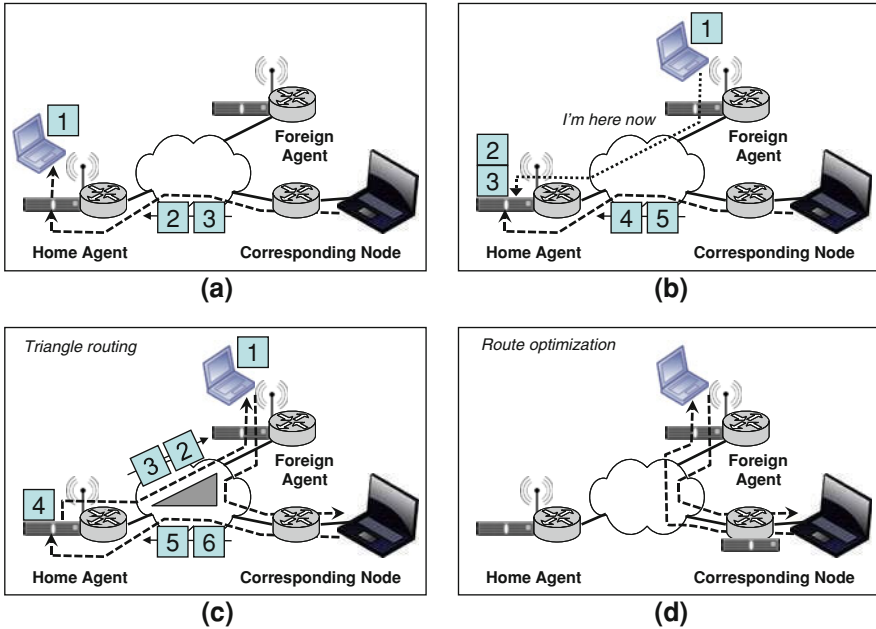 1
Foreign
Agent
2 3
Home Agent
Corresponding Node
(a)
1
I'm here now
Foreign
Agent
2
3
4 5
Home Agent
Corresponding Node
(b)
Triangle routing
1
3 2
Foreign
Agent
4
5 6
Home Agent
Corresponding Node
(c)
Route optimization
Foreign
Agent
Home Agent
Corresponding Node
(d)